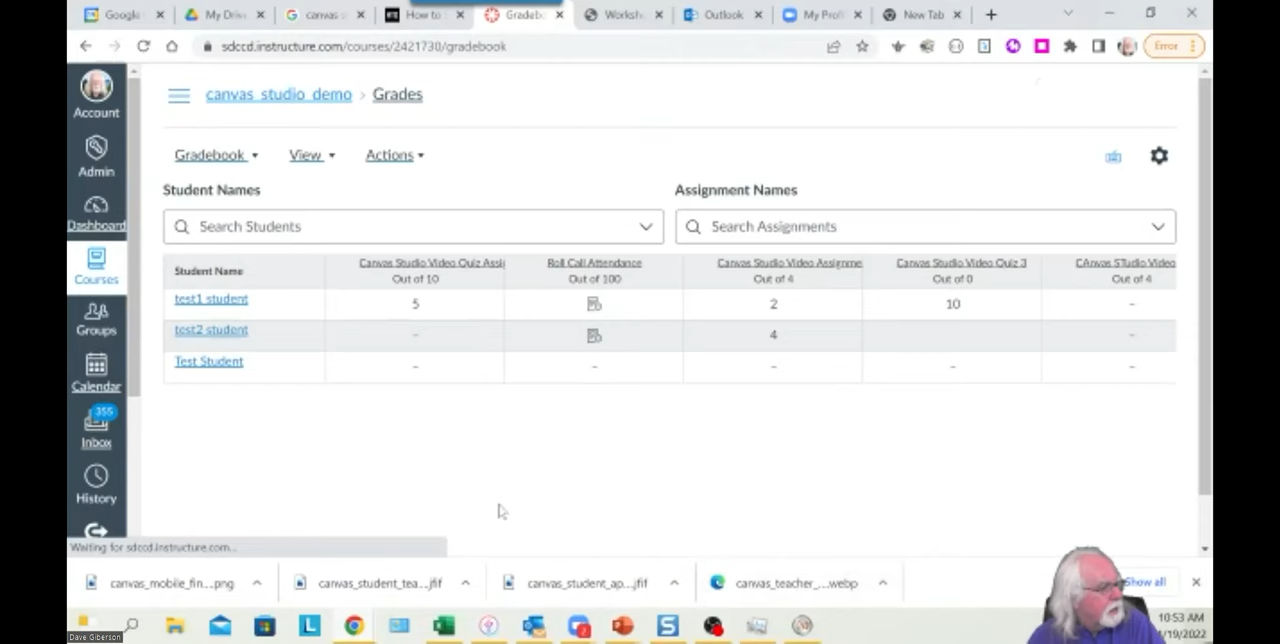 Google
My Drive
canvas s
How to
Gradebo
Worksh
Outlook
My Profi
New Tab
sdccd.instructure.com/courses/2421730/gradebook
Error
Account
Admin
Dashboard
Courses
Groups
Calendar
355
Inbox
History
canvas_studio_demo > Grades
Gradebook View Actions
Student Names Assignment Names
Search Students Search Assignments
Student Name
Canvas Studio Video Quiz Assi
Out of 10
Roll Call Attendance
Out of 100
Canvas Studio Video Assignme
Out of 4
Canvas Studio Video Quiz 3
Out of 0
CAnvas STudio Video
Out of 4
test1 student 5 2 10 -
test2 student - 4 -
Test Student - - - - -
Waiting for sdccd.instructure.com...
canvas_mobile_fin....png
canvas_student_tea....jfif
canvas_student_ap....jfif
canvas_teacher_....webp
Show all
10:53 AM
/19/2022
Dave Giberson